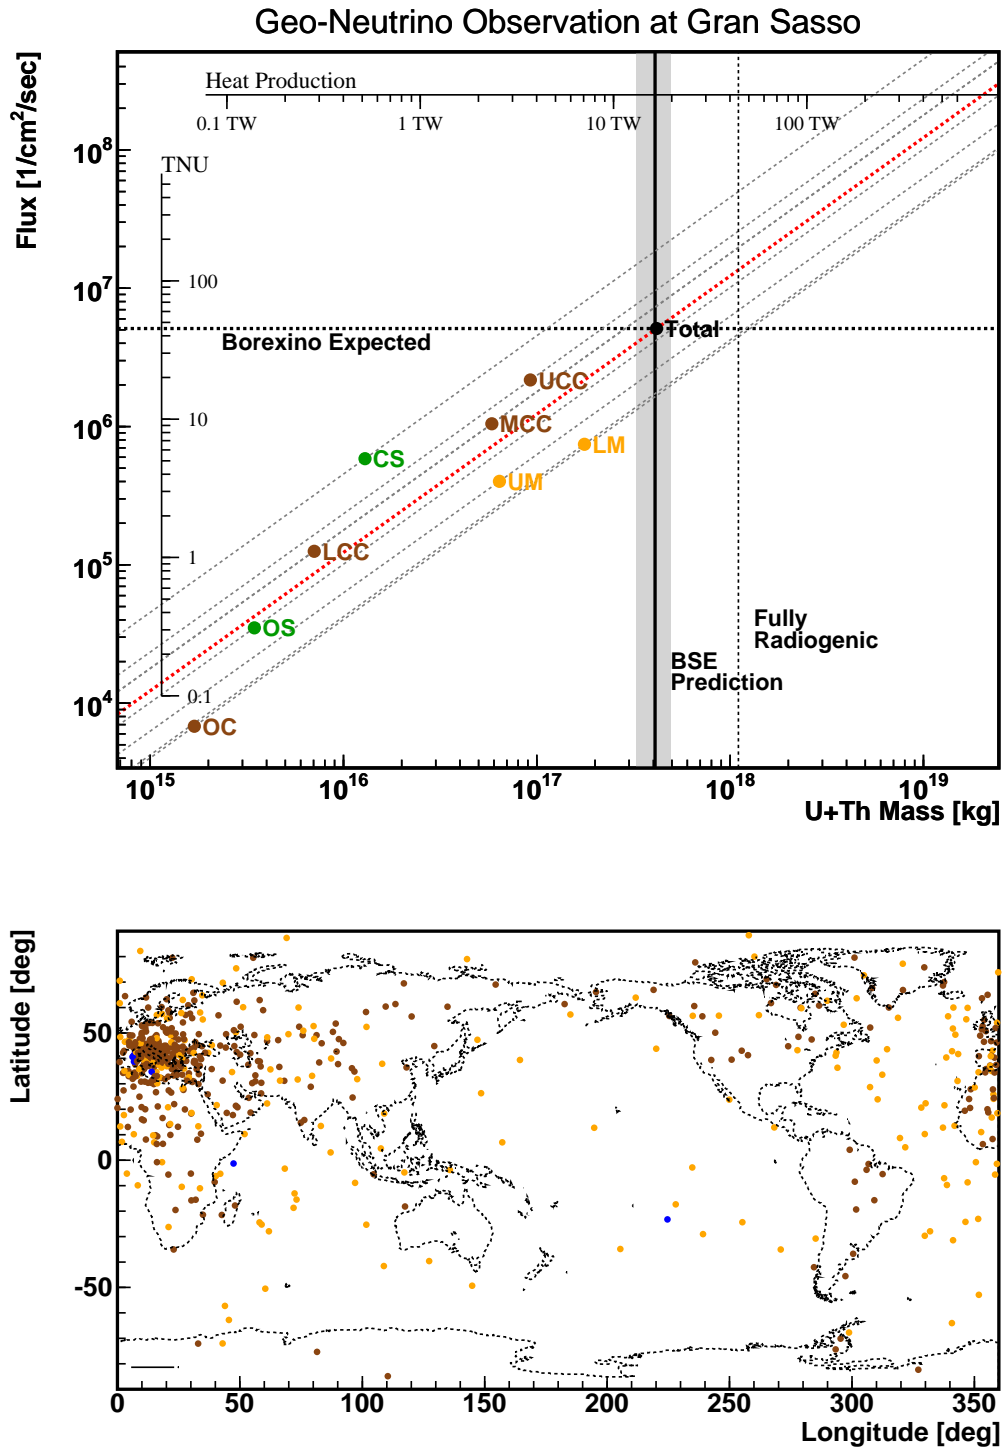 Geo-Neutrino Observation at Gran Sasso
Flux [1/cm²/sec]
Heat Production
0.1 TW
1 TW
10 TW
100 TW
TNU
100
10
1
0.1
10⁸
10⁷
10⁶
10⁵
10⁴
Borexino Expected
Total
UCC
MCC
LM
CS
UM
LCC
OS
OC
Fully
Radiogenic
BSE
Prediction
10¹⁵
10¹⁶
10¹⁷
10¹⁸
10¹⁹
U+Th Mass [kg]
Latitude [deg]
50
0
-50
0
50
100
150
200
250
300
350
Longitude [deg]